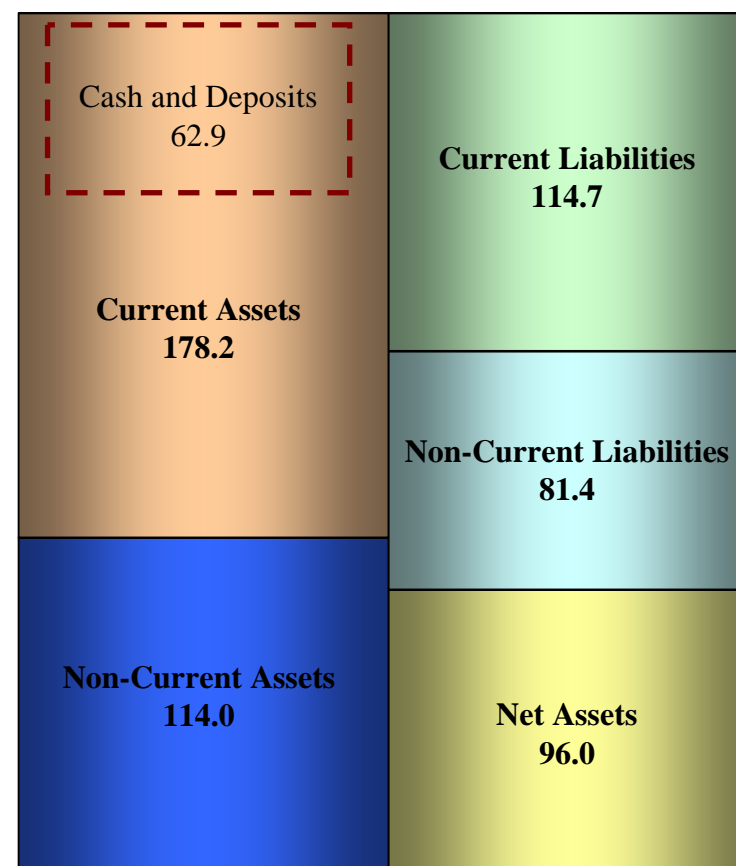 Cash and Deposits
62.9
Current Assets
178.2
Non-Current Assets
114.0
Current Liabilities
114.7
Non-Current Liabilities
81.4
Net Assets
96.0